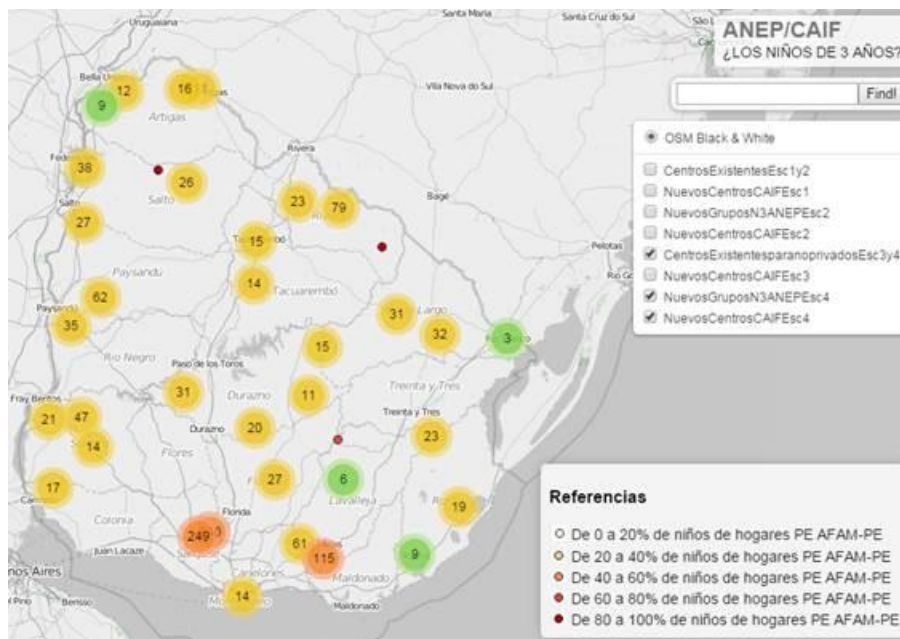 Uruguaiana
Santa Maria
Santa Cruz do Sul
ANEP/CAIF
¿LOS NIÑOS DE 3 AÑOS?
Bella
12
16
9
Artigas
Vila Nova do Sul
Find!
OSM Black & White
CentrosExistentesEsc1y2
NuevosCentrosCAIFEsc1
NuevosGruposN3ANEPEsc2
NuevosCentrosCAIFEsc2
CentrosExistentesparanoprivadosEsc3y4
NuevosCentrosCAIFEsc3
NuevosGruposN3ANEPEsc4
NuevosCentrosCAIFEsc4
Rivera
38
26
Salto
Salto
Bagé
23
79
27
Pelotas
15
Paysandú
14
Tacuarembó
62
31
Largo
35
32
3
15
Río Negro
Paso de los Toros
31
Durazno
11
Treinta y Tres
Fray Bentos
21
47
Treinta y Tres
14
Durazno
20
23
Flores
27
6
Lavalleja
17
19
Colonia
Florida
249
61
115
9
Juan Lacaze
Canelones
Maldonado
14
Maldonado
nos Aires
Berisso
Referencias
De 0 a 20% de niños de hogares PE AFAM-PE
De 20 a 40% de niños de hogares PE AFAM-PE
De 40 a 60% de niños de hogares PE AFAM-PE
De 60 a 80% de niños de hogares PE AFAM-PE
De 80 a 100% de niños de hogares PE AFAM-PE